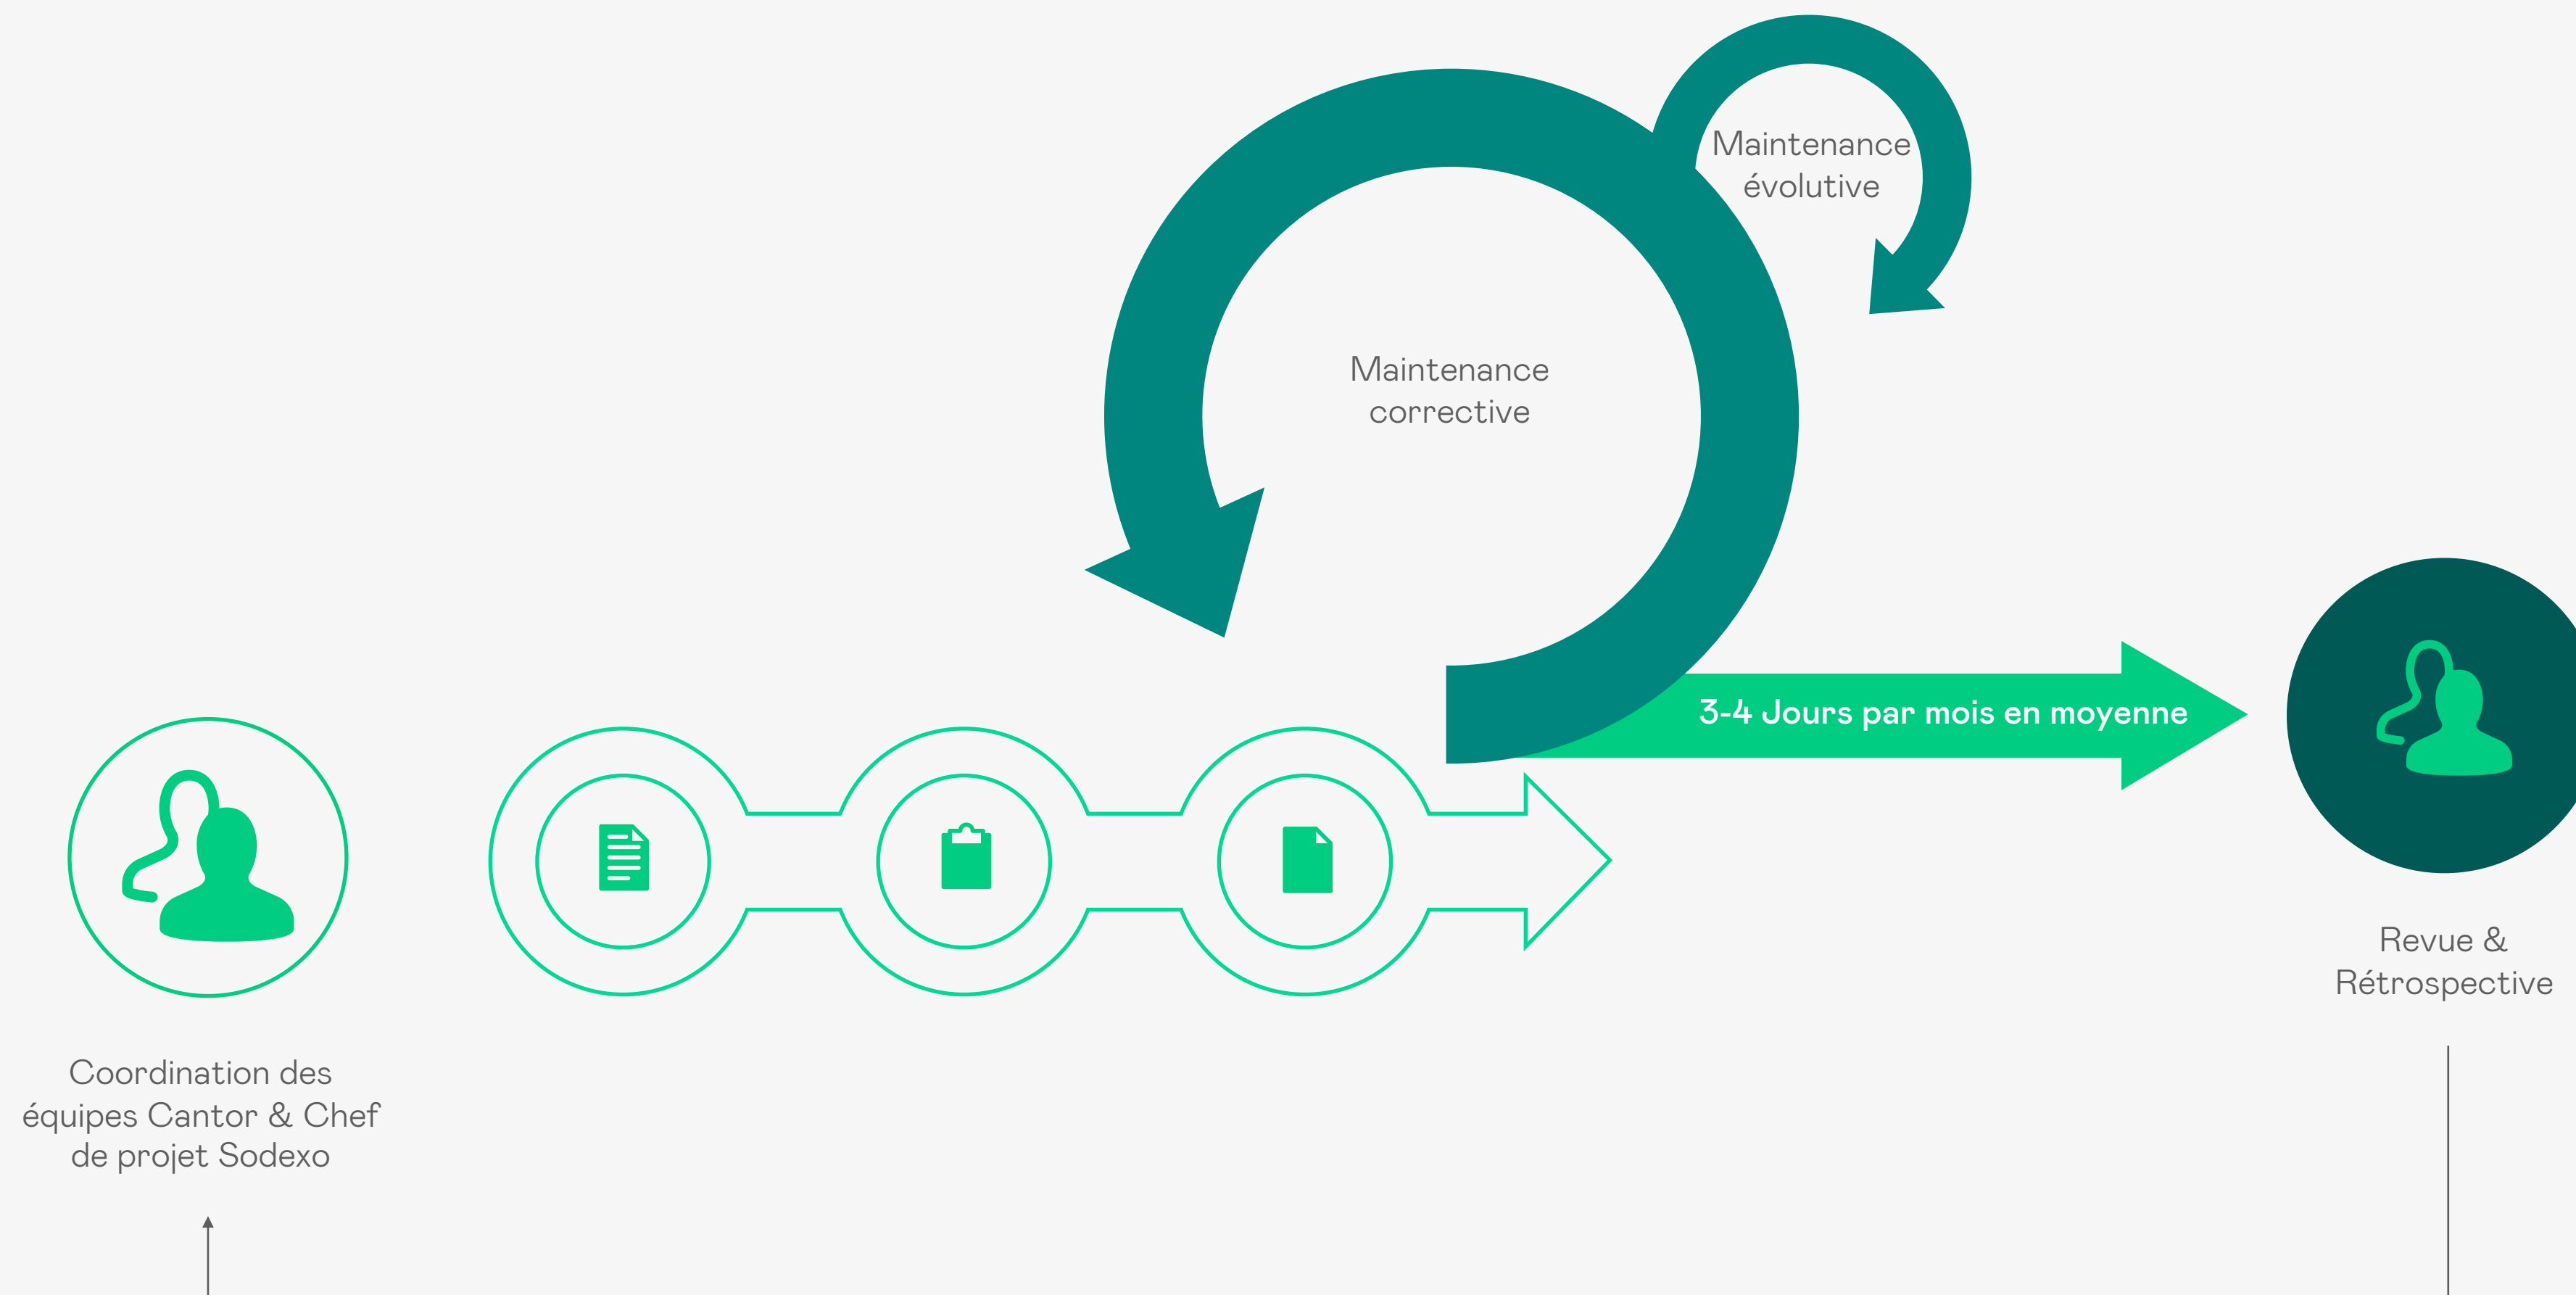 Maintenance
évolutive
Maintenance
corrective
3-4 Jours par mois en moyenne
Revue &
Rétrospective
Coordination des
équipes Cantor & Chef
de projet Sodexo